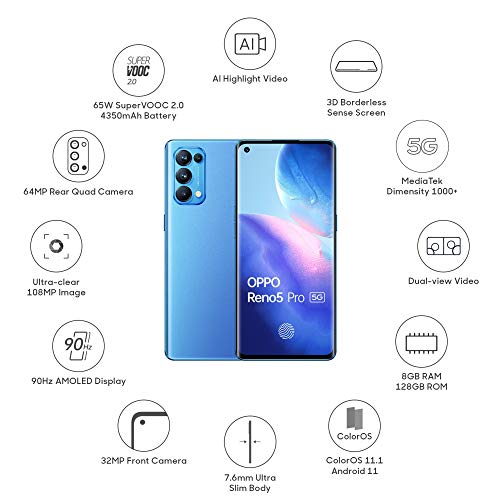 SUPER
VOOC
2.0
65W SuperVOOC 2.0
4350mAh Battery
AI
AI Highlight Video
3D Borderless
Sense Screen
64MP Rear Quad Camera
5G
MediaTek
Dimensity 1000+
Ultra-clear
108MP Image
OPPO
Reno5 Pro 5G
Dual-view Video
90Hz
90Hz AMOLED Display
8GB RAM
128GB ROM
32MP Front Camera
7.6mm Ultra
Slim Body
ColorOS
ColorOS 11.1
Android 11